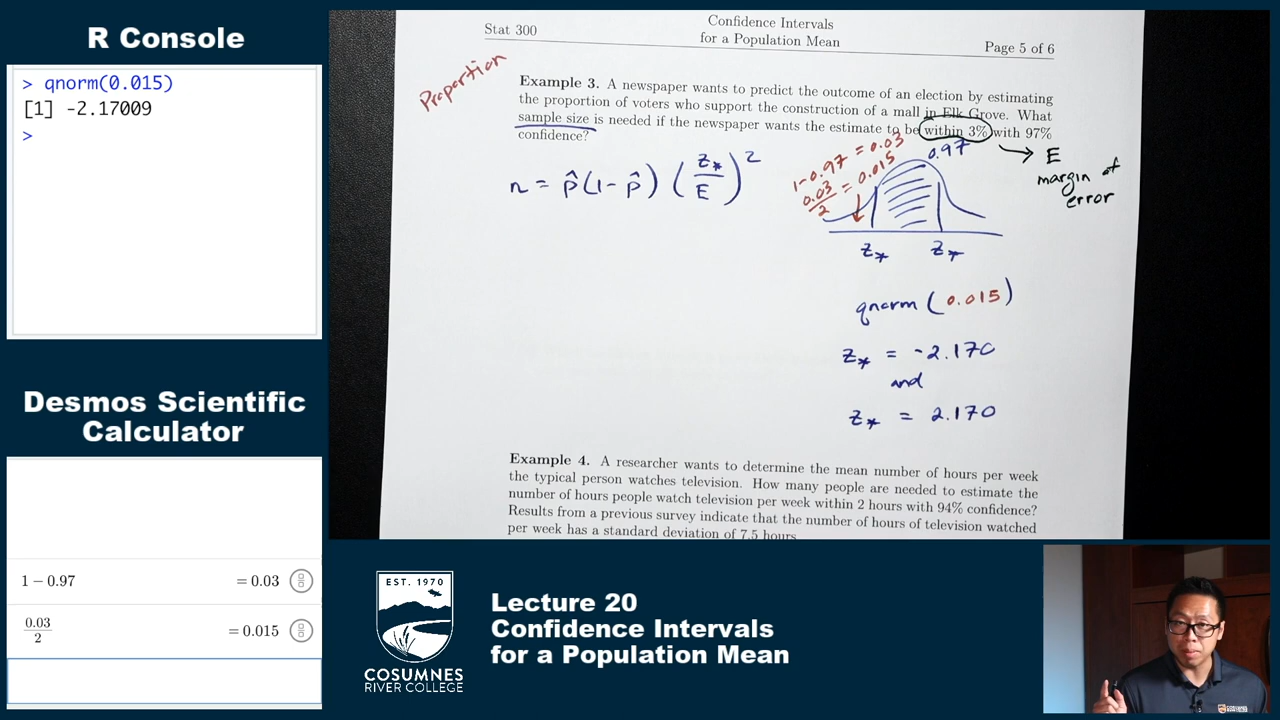 R Console
> qnorm(0.015)
[1] -2.17009
>
Desmos Scientific
Calculator
1 − 0.97 = 0.03
0.03
2
= 0.015
Stat 300
Confidence Intervals
for a Population Mean
Page 5 of 6
Proportion
Example 3. A newspaper wants to predict the outcome of an election by estimating
the proportion of voters who support the construction of a mall in Elk Grove. What
sample size is needed if the newspaper wants the estimate to be within 3% with 97%
confidence?
n = p̂(1-p̂) (z*/E)²
1-0.97 = 0.03
0.03/2 = 0.015
0.97
→ E
margin of
error
z* z*
qnorm(0.015)
z* = -2.170
and
z* = 2.170
Example 4. A researcher wants to determine the mean number of hours per week
the typical person watches television. How many people are needed to estimate the
number of hours people watch television per week within 2 hours with 94% confidence?
Results from a previous survey indicate that the number of hours of television watched
per week has a standard deviation of 7.5 hours
EST. 1970
COSUMNES
RIVER COLLEGE
Lecture 20
Confidence Intervals
for a Population Mean